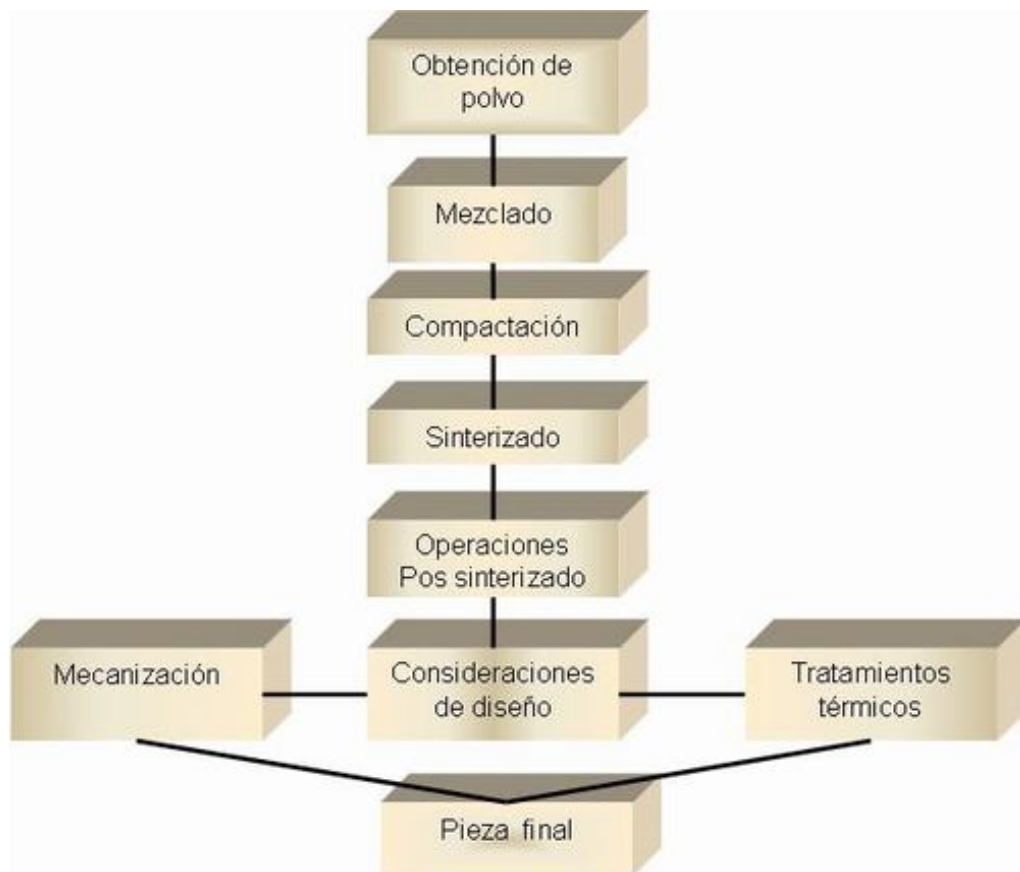 Obtención de
polvo
Mezclado
Compactación
Sinterizado
Operaciones
Pos sinterizado
Mecanización
Consideraciones
de diseño
Tratamientos
térmicos
Pieza final